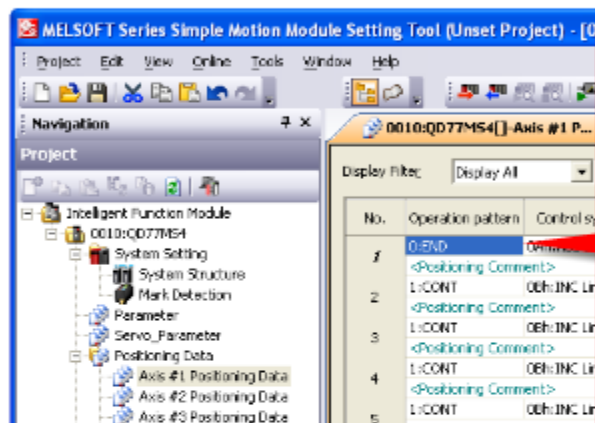 MELSOFT Series Simple Motion Module Setting Tool (Unset Project) - [0
Project Edit View Online Tools Window Help
Navigation
0010:QD77MS4[]-Axis #1 P...
Project
Display Filter Display All
No. Operation pattern Control sy
Intelligent Function Module
0010:QD77MS4
System Setting
System Structure
Mark Detection
Parameter
Servo_Parameter
Positioning Data
Axis #1 Positioning Data
Axis #2 Positioning Data
Axis #3 Positioning Data
1 0:END
<Positioning Comment>
2 1:CONT 0Bh:INC Lin
<Positioning Comment>
3 1:CONT 0Bh:INC Lin
<Positioning Comment>
4 1:CONT 0Bh:INC Lin
<Positioning Comment>
5 1:CONT 0Bh:INC Lin